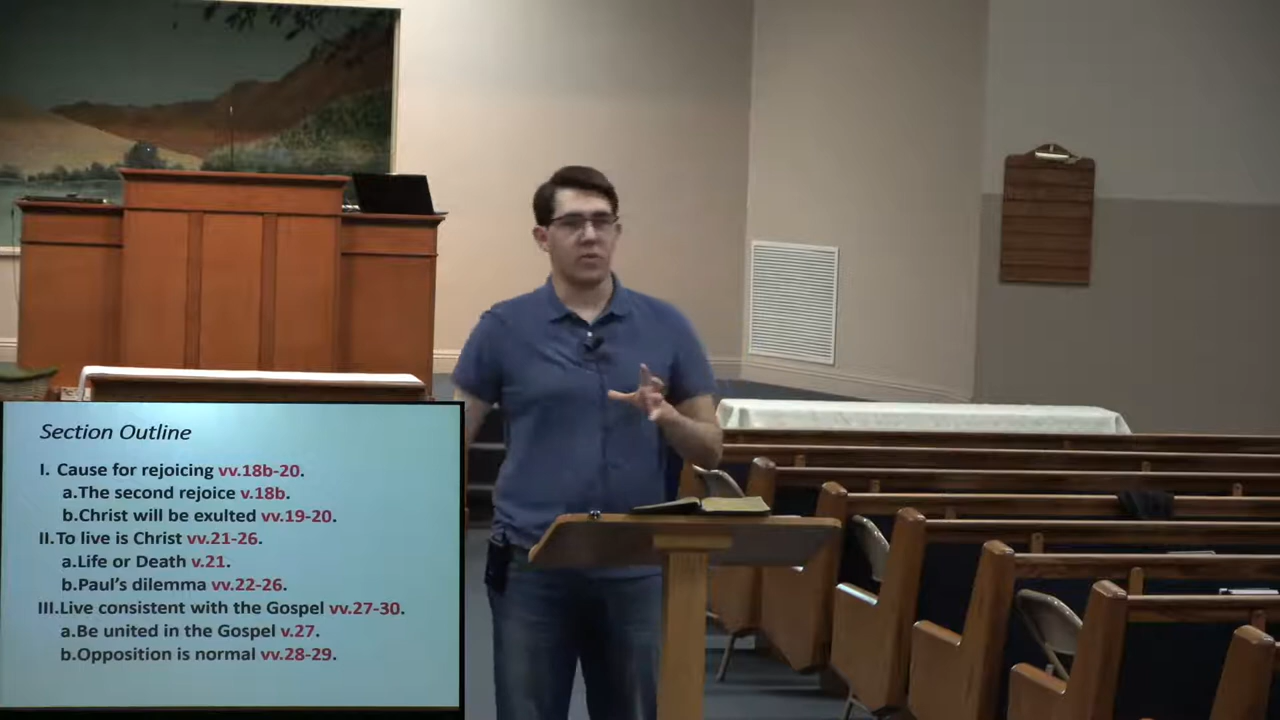 Section Outline
I. Cause for rejoicing vv.18b-20.
a.The second rejoice v.18b.
b.Christ will be exulted vv.19-20.
II.To live is Christ vv.21-26.
a.Life or Death v.21.
b.Paul's dilemma vv.22-26.
III.Live consistent with the Gospel vv.27-30.
a.Be united in the Gospel v.27.
b.Opposition is normal vv.28-29.